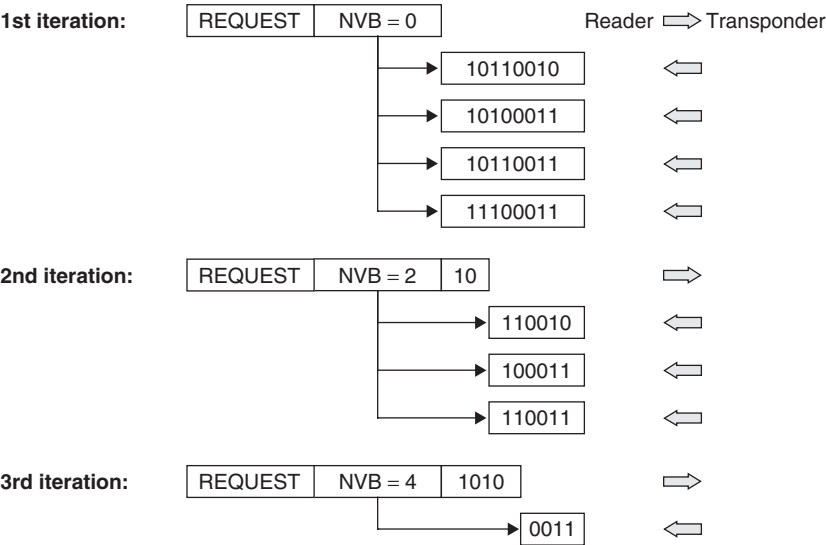 1st iteration: REQUEST NVB = 0 Reader Transponder
10110010
10100011
10110011
11100011
2nd iteration: REQUEST NVB = 2 10
110010
100011
110011
3rd iteration: REQUEST NVB = 4 1010
0011